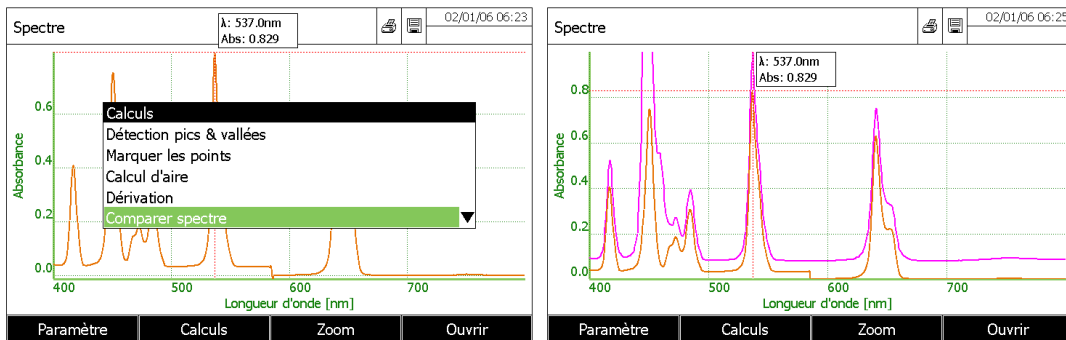 Spectre
λ: 537.0nm
Abs: 0.829
02/01/06 06:23
Absorbance
0.6
0.4
0.2
0.0
Calculs
Détection pics & vallées
Marquer les points
Calcul d'aire
Dérivation
Comparer spectre
400 500 600 700
Longueur d'onde [nm]
Paramètre Calculs Zoom Ouvrir
Spectre
02/01/06 06:25
λ: 537.0nm
Abs: 0.829
Absorbance
0.8
0.6
0.4
0.2
0.0
400 500 600 700
Longueur d'onde [nm]
Paramètre Calculs Zoom Ouvrir